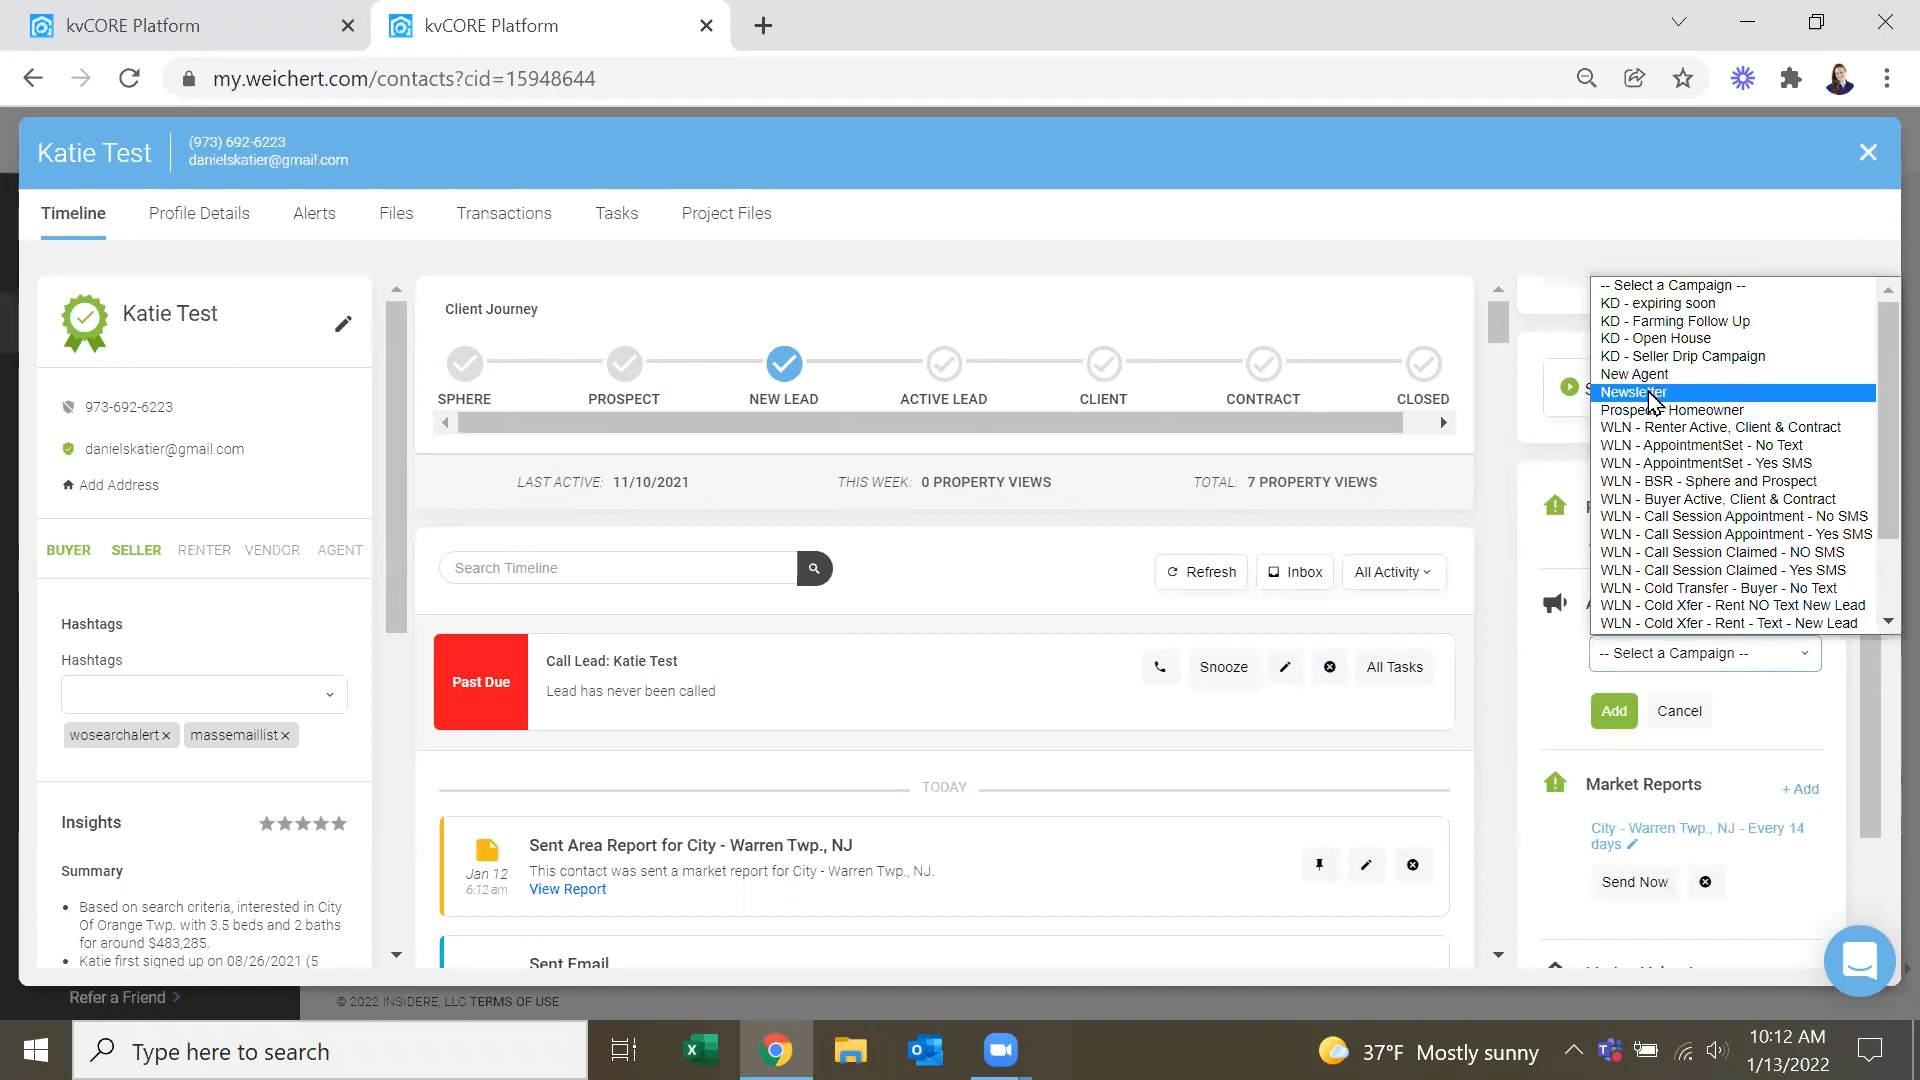 kvCORE Platform
kvCORE Platform
my.weichert.com/contacts?cid=15948644
Katie Test
(973) 692-6223
danielskatier@gmail.com
Timeline
Profile Details
Alerts
Files
Transactions
Tasks
Project Files
Katie Test
973-692-6223
danielskatier@gmail.com
Add Address
BUYER SELLER RENTER VENDOR AGENT
Hashtags
Hashtags
wosearchalert ×
massemaillist ×
Insights
Summary
• Based on search criteria, interested in City
Of Orange Twp. with 3.5 beds and 2 baths
for around $483,285.
• Katie first signed up on 08/26/2021 (5
Client Journey
SPHERE
PROSPECT
NEW LEAD
ACTIVE LEAD
CLIENT
CONTRACT
CLOSED
LAST ACTIVE: 11/10/2021
THIS WEEK: 0 PROPERTY VIEWS
TOTAL: 7 PROPERTY VIEWS
Search Timeline
Refresh
Inbox
All Activity
Past Due
Call Lead: Katie Test
Lead has never been called
Snooze
All Tasks
TODAY
Jan 12
6:12 am
Sent Area Report for City - Warren Twp., NJ
This contact was sent a market report for City - Warren Twp., NJ.
View Report
Sent Email
-- Select a Campaign --
KD - expiring soon
KD - Farming Follow Up
KD - Open House
KD - Seller Drip Campaign
New Agent
Newsletter
Homeowner
WLN - Renter Active, Client & Contract
WLN - AppointmentSet - No Text
WLN - AppointmentSet - Yes SMS
WLN - BSR - Sphere and Prospect
WLN - Buyer Active, Client & Contract
WLN - Call Session Appointment - No SMS
WLN - Call Session Appointment - Yes SMS
WLN - Call Session Claimed - NO SMS
WLN - Call Session Claimed - Yes SMS
WLN - Cold Transfer - Buyer - No Text
WLN - Cold Xfer - Rent NO Text New Lead
WLN - Cold Xfer - Rent - Text - New Lead
-- Select a Campaign --
Add
Cancel
Market Reports
+ Add
City - Warren Twp., NJ - Every 14
days
Send Now
Refer a Friend >
© 2022 INSIDERE, LLC TERMS OF USE
Type here to search
37°F Mostly sunny
10:12 AM
1/13/2022